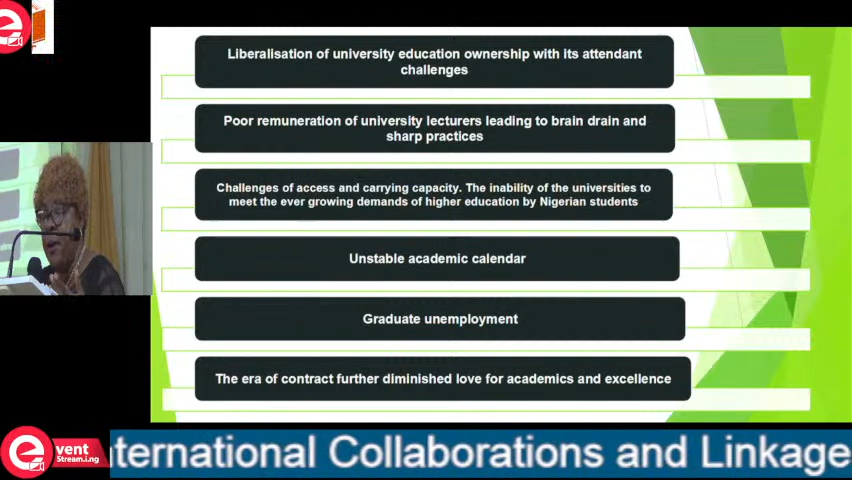 Liberalisation of university education ownership with its attendant
challenges
Poor remuneration of university lecturers leading to brain drain and
sharp practices
Challenges of access and carrying capacity. The inability of the universities to
meet the ever growing demands of higher education by Nigerian students
Unstable academic calendar
Graduate unemployment
The era of contract further diminished love for academics and excellence
event
Stream.i.ng
ternational Collaborations and Linkage